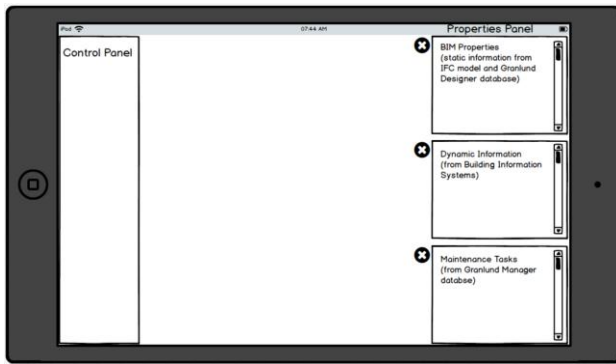 iPod 07:44 AM Properties Panel
Control Panel
BIM Properties
(static information from
IFC model and Granlund
Designer database)
Dynamic Information
(from Building Information
Systems)
Maintenance Tasks
(from Granlund Manager
databse)